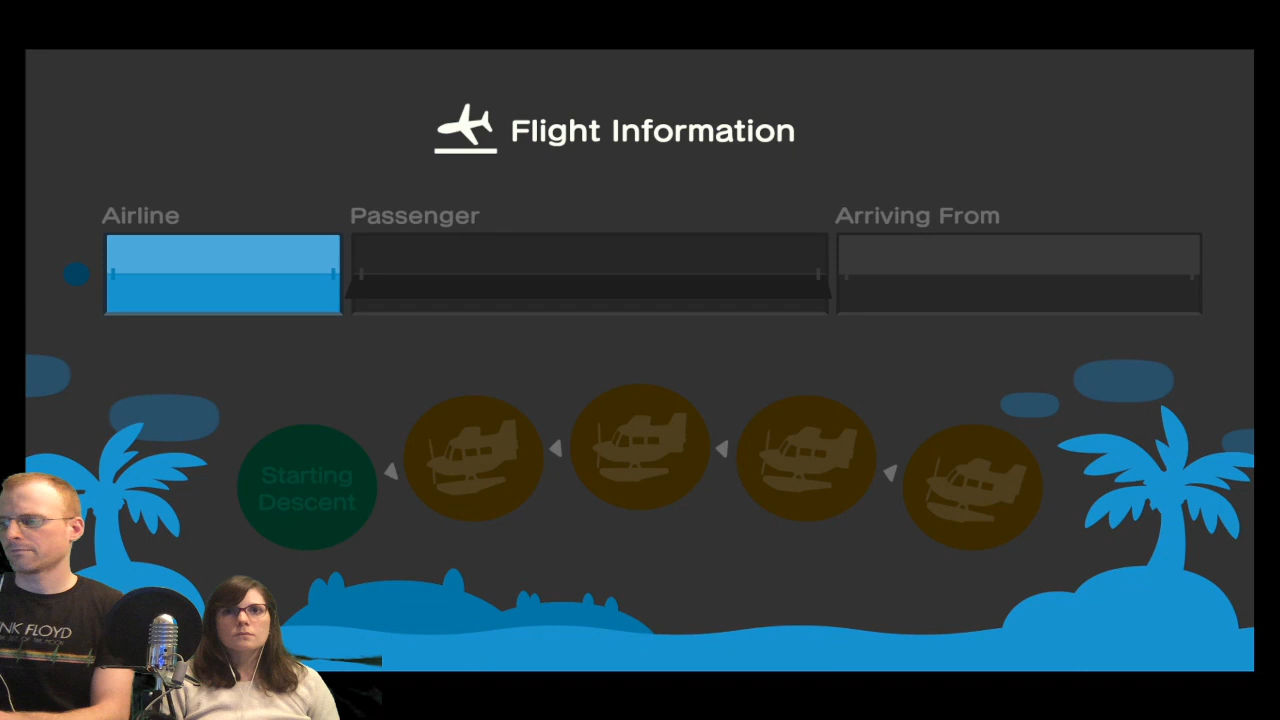 Flight Information
Airline
Passenger
Arriving From
Starting
Descent
NK FLOYD